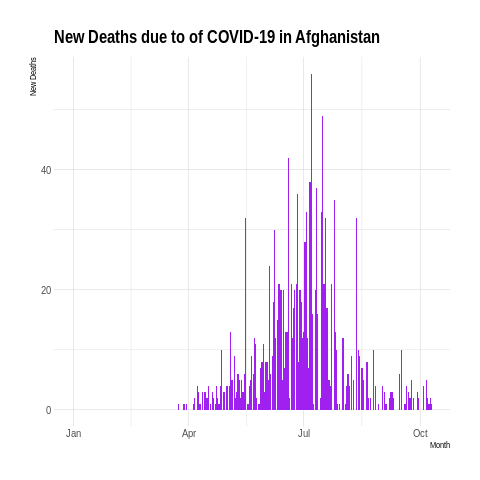 New Deaths due to of COVID-19 in Afghanistan
New Deaths
40
20
0
Jan Apr Jul Oct
Month